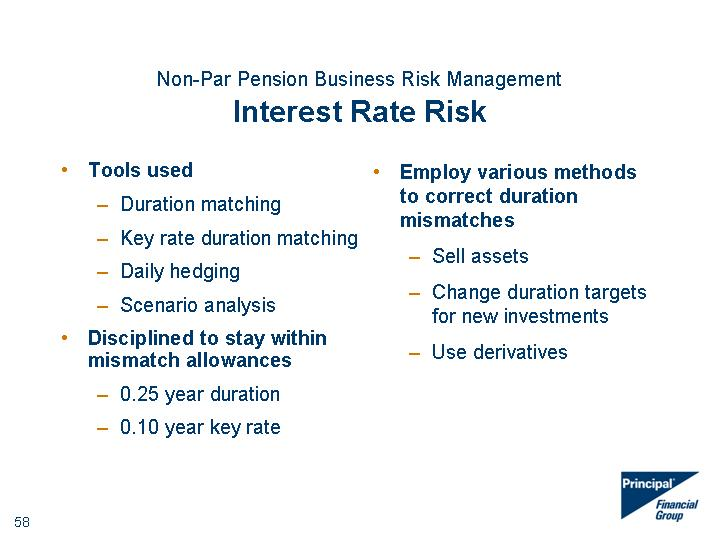 Non-Par Pension Business Risk Management
Interest Rate Risk
• Tools used
– Duration matching
– Key rate duration matching
– Daily hedging
– Scenario analysis
• Disciplined to stay within
mismatch allowances
– 0.25 year duration
– 0.10 year key rate
• Employ various methods
to correct duration
mismatches
– Sell assets
– Change duration targets
for new investments
– Use derivatives
Principal
Financial
Group
58